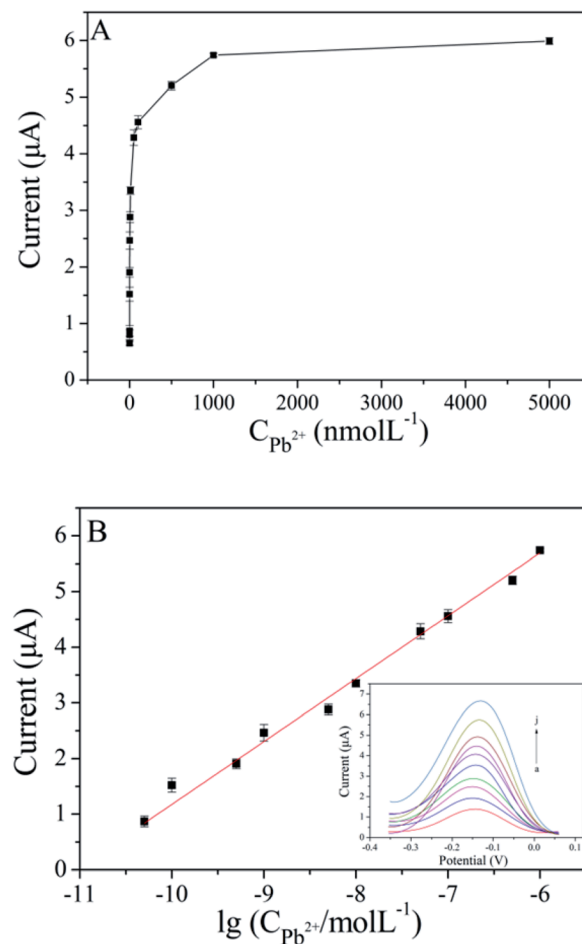 A
Current (μA)
6
5
4
3
2
1
0
0 1000 2000 3000 4000 5000
C_Pb²⁺ (nmolL⁻¹)
B
Current (μA)
6
5
4
3
2
1
0
-11 -10 -9 -8 -7 -6
lg (C_Pb²⁺/molL⁻¹)
Current (μA)
7
6
5
4
3
2
1
0
j
a
-0.4 -0.3 -0.2 -0.1 0.0 0.1
Potential (V)